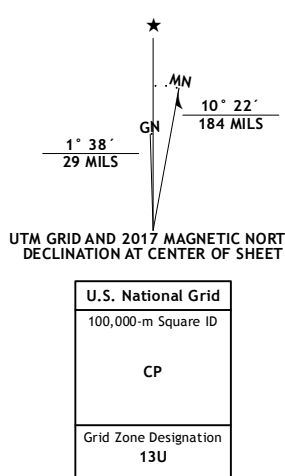 MN
10° 22´
184 MILS
GN
1° 38´
29 MILS
UTM GRID AND 2017 MAGNETIC NORT
DECLINATION AT CENTER OF SHEET
U.S. National Grid
100,000-m Square ID
CP
Grid Zone Designation
13U